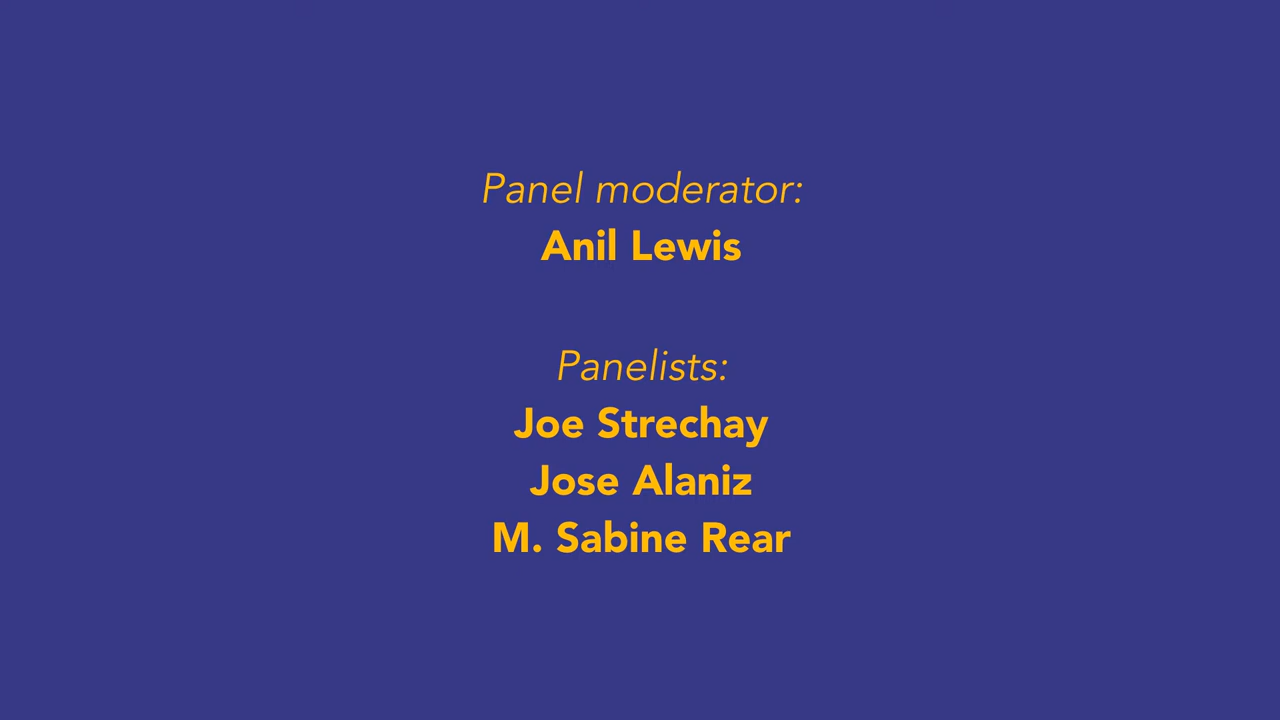 Panel moderator:
Anil Lewis
Panelists:
Joe Strechay
Jose Alaniz
M. Sabine Rear